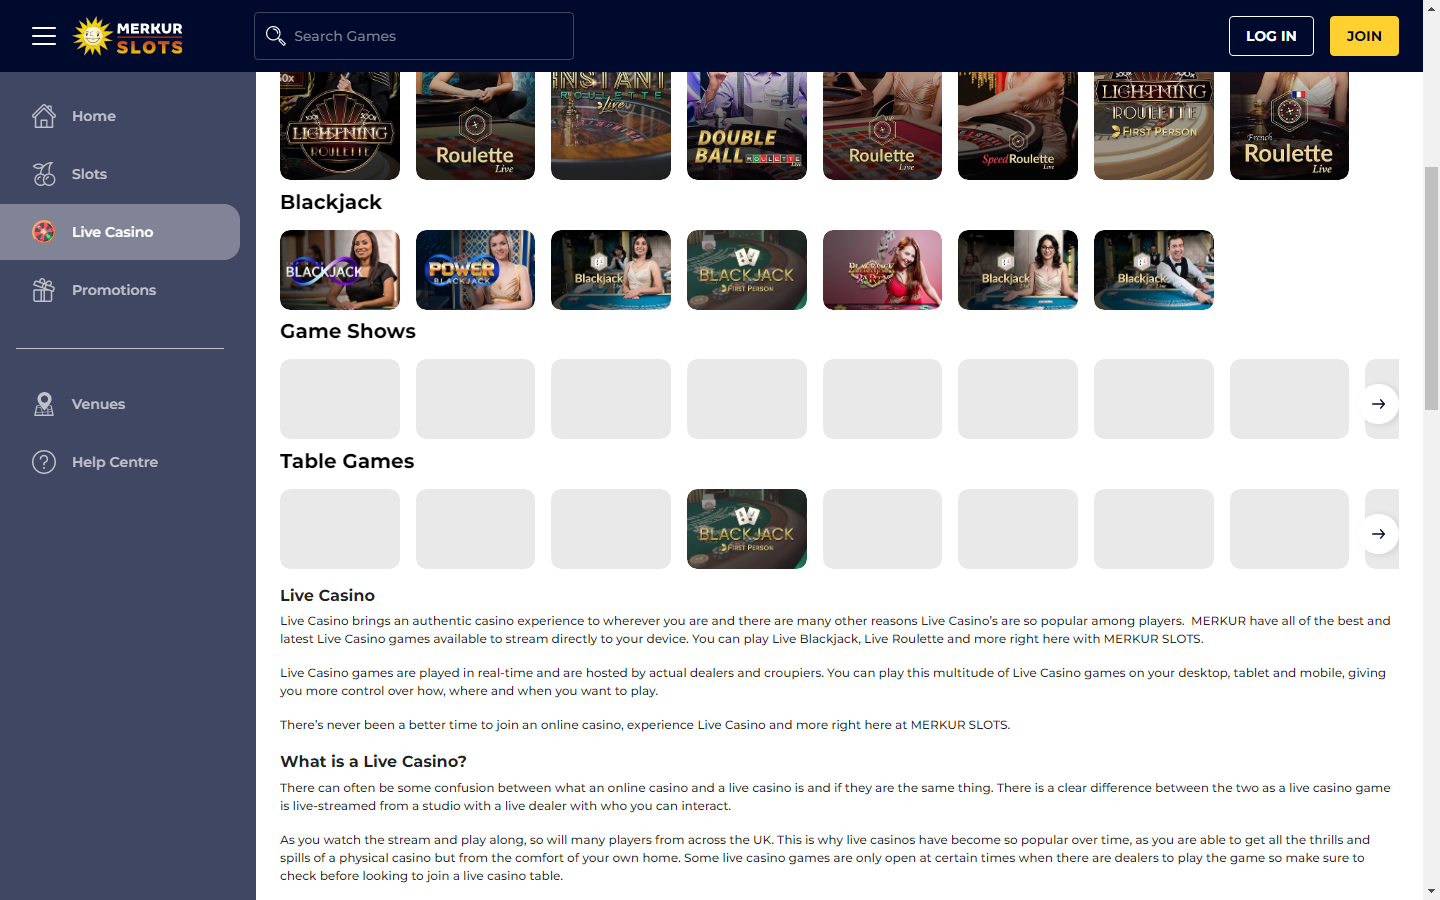 MERKUR
SLOTS
Search Games
LOG IN
JOIN
Home
Slots
Live Casino
Promotions
Venues
Help Centre
50x
LIGHTNING
ROULETTE
Roulette
Live
INSTANT
ROULETTE
Live
DOUBLE
BALL ROULETTE
Live
VIP
Roulette
Live
Speed Roulette
Live
LIGHTNING
ROULETTE
FIRST PERSON
French
Roulette
Live
Blackjack
BLACKJACK
POWER
BLACKJACK
Blackjack
BLACKJACK
FIRST PERSON
BLACKJACK
PARTY
Blackjack
Blackjack
Game Shows
Table Games
BLACKJACK
FIRST PERSON
Live Casino
Live Casino brings an authentic casino experience to wherever you are and there are many other reasons Live Casino's are so popular among players.  MERKUR have all of the best and
latest Live Casino games available to stream directly to your device. You can play Live Blackjack, Live Roulette and more right here with MERKUR SLOTS.
Live Casino games are played in real-time and are hosted by actual dealers and croupiers. You can play this multitude of Live Casino games on your desktop, tablet and mobile, giving
you more control over how, where and when you want to play.
There's never been a better time to join an online casino, experience Live Casino and more right here at MERKUR SLOTS.
What is a Live Casino?
There can often be some confusion between what an online casino and a live casino is and if they are the same thing. There is a clear difference between the two as a live casino game
is live-streamed from a studio with a live dealer with who you can interact.
As you watch the stream and play along, so will many players from across the UK. This is why live casinos have become so popular over time, as you are able to get all the thrills and
spills of a physical casino but from the comfort of your own home. Some live casino games are only open at certain times when there are dealers to play the game so make sure to
check before looking to join a live casino table.